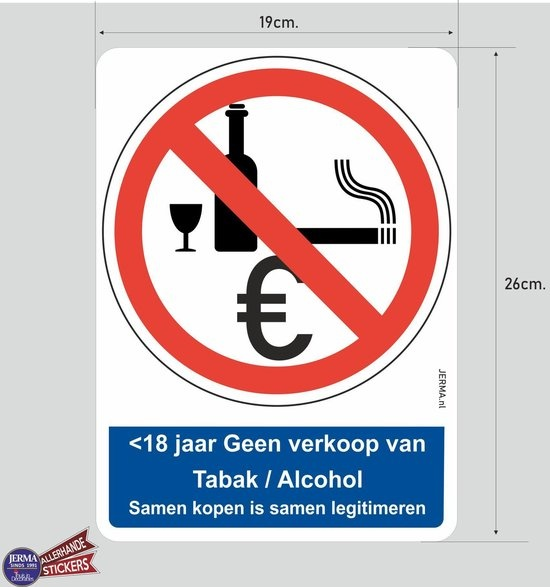 19cm.
26cm.
€
JERMA.nl
<18 jaar Geen verkoop van
Tabak / Alcohol
Samen kopen is samen legitimeren
JERMA
SINDS 1991
ALLERHANDE
STICKERS